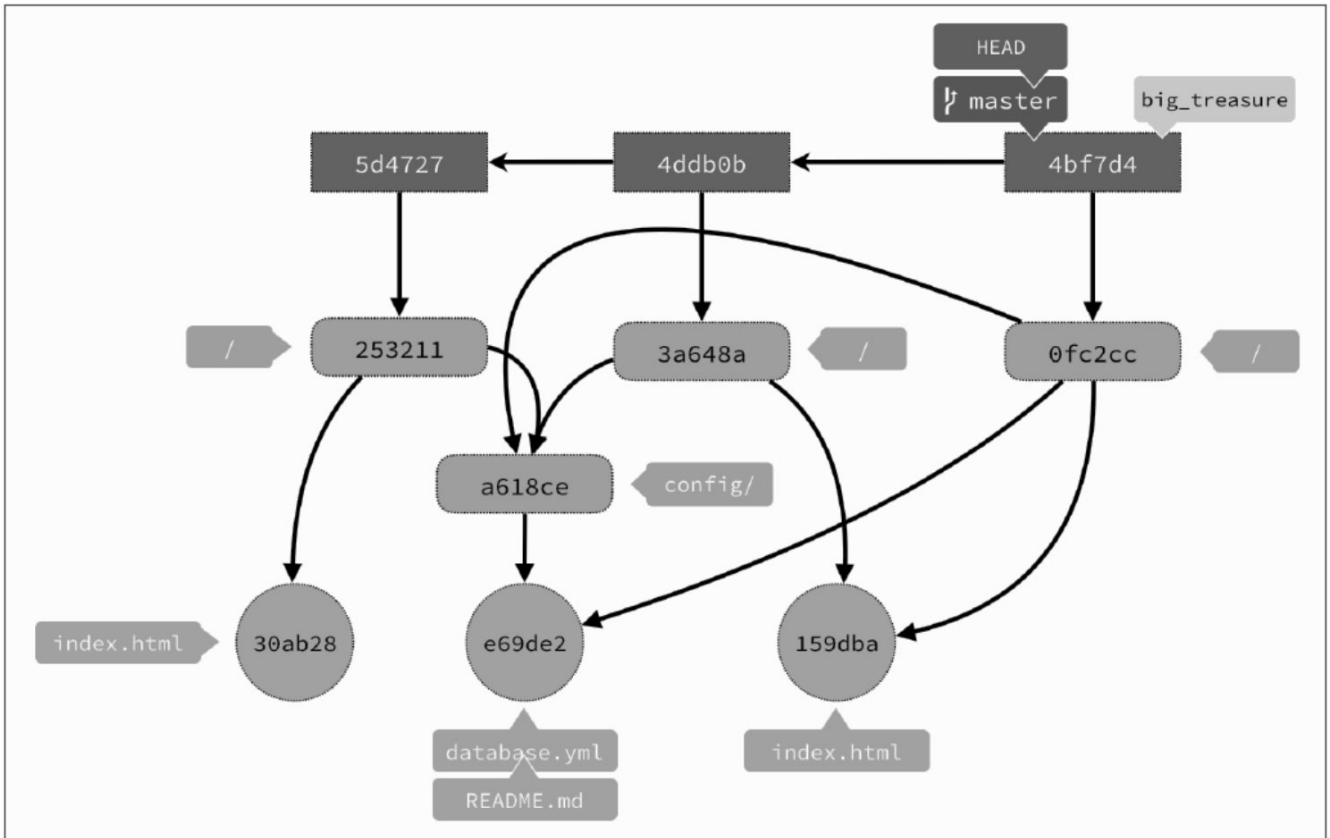 HEAD
master
big_treasure
5d4727
4ddb0b
4bf7d4
/
253211
3a648a
/
0fc2cc
/
a618ce
config/
index.html
30ab28
e69de2
159dba
database.yml
index.html
README.md